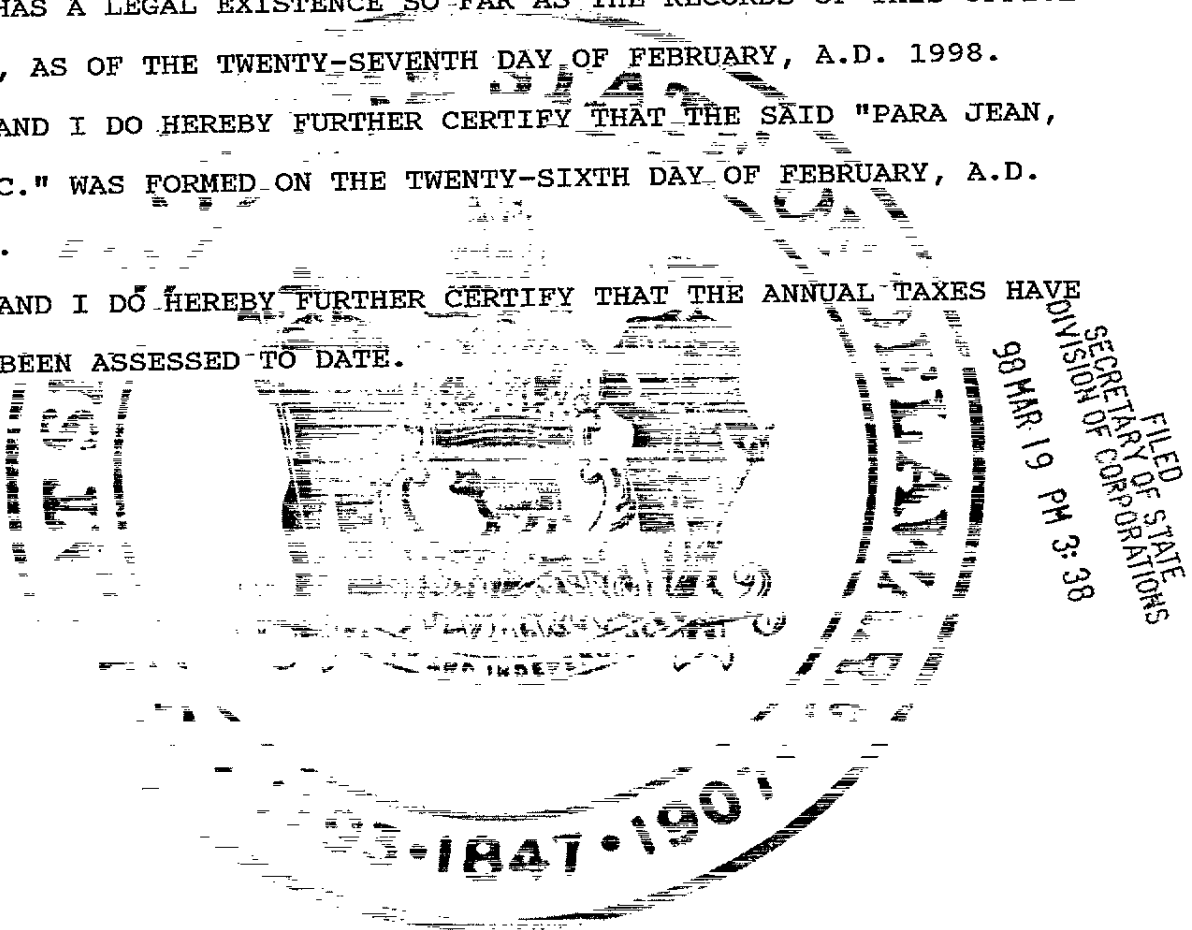 HAS A LEGAL EXISTENCE SO FAR AS THE RECORDS OF THIS OFFICE
, AS OF THE TWENTY-SEVENTH DAY OF FEBRUARY, A.D. 1998.
AND I DO HEREBY FURTHER CERTIFY THAT THE SAID "PARA JEAN,
C." WAS FORMED ON THE TWENTY-SIXTH DAY OF FEBRUARY, A.D.
.
AND I DO HEREBY FURTHER CERTIFY THAT THE ANNUAL TAXES HAVE
BEEN ASSESSED TO DATE.
FILED
SECRETARY OF STATE
DIVISION OF CORPORATIONS
98 MAR 19 PM 3:38
1847 • 1907